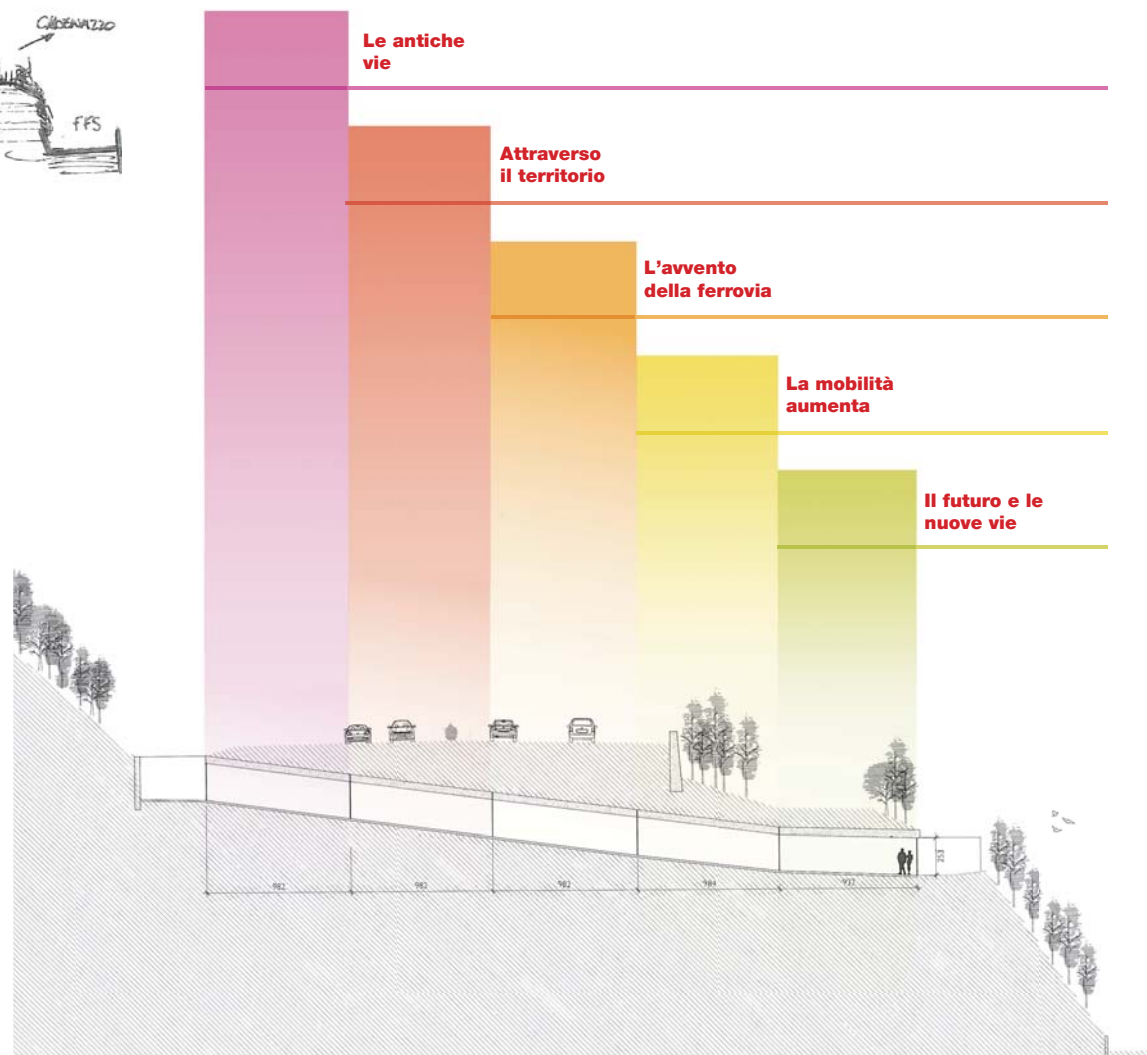 CADENAZZO
FFS
Le antiche
vie
Attraverso
il territorio
L'avvento
della ferrovia
La mobilità
aumenta
Il futuro e le
nuove vie
253
982 982 982 984 932